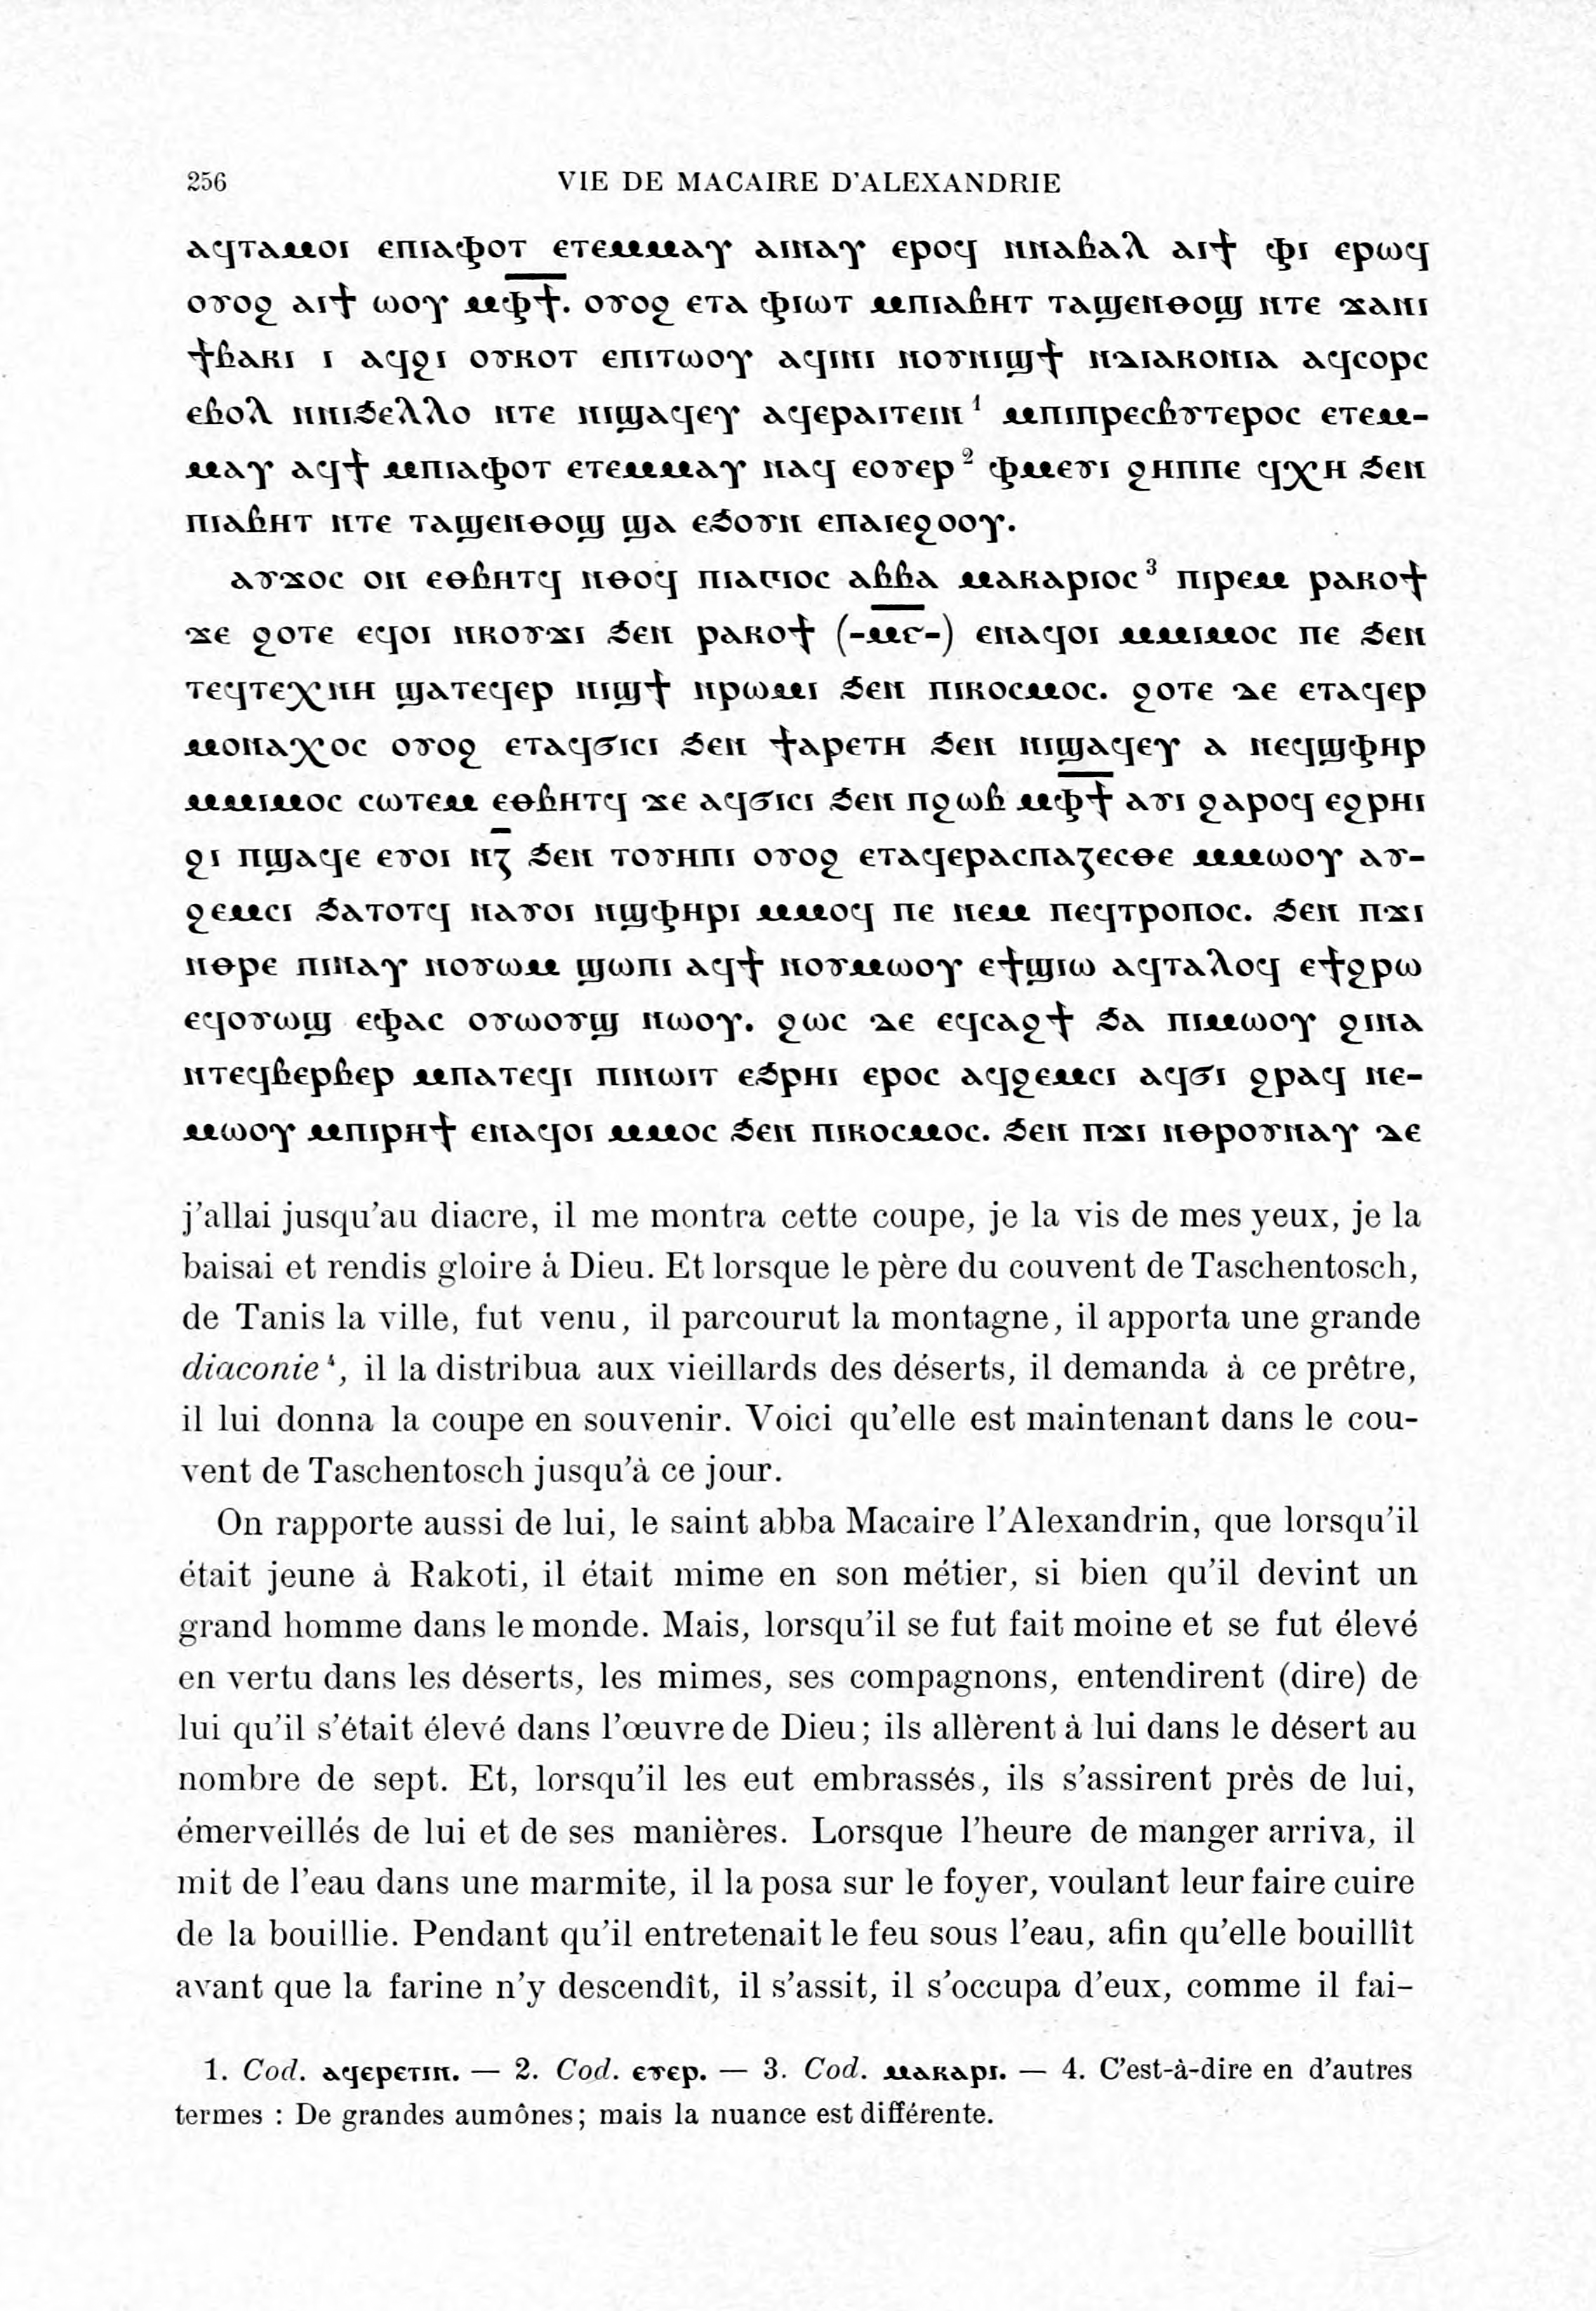 256 VIE DE MACAIRE D'ALEXANDRIE
ⲁϥⲧⲁⲙⲟⲓ ⲉⲡⲓⲁⲫⲟⲧ ⲉⲧⲉⲙⲙⲁⲩ ⲁⲓⲛⲁⲩ ⲉⲣⲟϥ ⲛⲛⲁⲃⲁⲗ ⲁⲓϯ ⲫⲓ ⲉⲣⲱϥ
ⲟⲩⲟϩ ⲁⲓϯ ⲱⲟⲩ ⲙⲫ̅ϯ̅. ⲟⲩⲟϩ ⲉⲧⲁ ⲫⲓⲱⲧ ⲙⲡⲓⲁⲃⲏⲧ ⲧⲁϣⲉⲛⲑⲟϣ ⲛⲧⲉ ϫⲁⲛⲓ
ϯⲃⲁⲕⲓ ⲓ ⲁϥϩⲓ ⲟⲩⲕⲟⲧ ⲉⲡⲓⲧⲱⲟⲩ ⲁϥⲓⲛⲓ ⲛⲟⲩⲛⲓϣϯ ⲛⲇⲓⲁⲕⲟⲛⲓⲁ ⲁϥⲥⲟⲣⲥ
ⲉⲃⲟⲗ ⲛⲛⲓϧⲉⲗⲗⲟ ⲛⲧⲉ ⲛⲓϣⲁϥⲉⲩ ⲁϥⲉⲣⲁⲓⲧⲉⲓⲛ ¹ ⲙⲡⲓⲡⲣⲉⲥⲃⲩⲧⲉⲣⲟⲥ ⲉⲧⲉⲙ-
ⲙⲁⲩ ⲁϥϯ ⲙⲡⲓⲁⲫⲟⲧ ⲉⲧⲉⲙⲙⲁⲩ ⲛⲁϥ ⲉⲟⲩⲉⲣ ² ⲫⲙⲉⲩⲓ ϩⲏⲡⲡⲉ ϥⲭⲏ ϧⲉⲛ
ⲡⲓⲁⲃⲏⲧ ⲛⲧⲉ ⲧⲁϣⲉⲛⲑⲟϣ ϣⲁ ⲉϧⲟⲩⲛ ⲉⲡⲁⲓⲉϩⲟⲟⲩ.
ⲁⲩϫⲟⲥ ⲟⲛ ⲉⲑⲃⲏⲧϥ ⲛⲑⲟϥ ⲡⲓⲁⲅⲓⲟⲥ ⲁⲃⲃⲁ ⲙⲁⲕⲁⲣⲓⲟⲥ ³ ⲡⲓⲣⲉⲙ ⲣⲁⲕⲟϯ
ϫⲉ ϩⲟⲧⲉ ⲉϥⲟⲓ ⲛⲕⲟⲩϫⲓ ϧⲉⲛ ⲣⲁⲕⲟϯ (-ⲙ̅ⲋ̅-) ⲉⲛⲁϥⲟⲓ ⲙⲙⲓⲙⲟⲥ ⲡⲉ ϧⲉⲛ
ⲧⲉϥⲧⲉⲭⲛⲏ ϣⲁⲧⲉϥⲉⲣ ⲛⲓϣϯ ⲛⲣⲱⲙⲓ ϧⲉⲛ ⲡⲓⲕⲟⲥⲙⲟⲥ. ϩⲟⲧⲉ ⲇⲉ ⲉⲧⲁϥⲉⲣ
ⲙⲟⲛⲁⲭⲟⲥ ⲟⲩⲟϩ ⲉⲧⲁϥϭⲓⲥⲓ ϧⲉⲛ ϯⲁⲣⲉⲧⲏ ϧⲉⲛ ⲛⲓϣⲁϥⲉⲩ ⲁ ⲛⲉϥϣⲫⲏⲣ
ⲙⲙⲓⲙⲟⲥ ⲥⲱⲧⲉⲙ ⲉⲑⲃⲏⲧϥ ϫⲉ ⲁϥϭⲓⲥⲓ ϧⲉⲛ ⲡϩⲱⲃ ⲙⲫ̅ϯ̅ ⲁⲩⲓ ϩⲁⲣⲟϥ ⲉϩⲣⲏⲓ
ϩⲓ ⲡϣⲁϥⲉ ⲉⲩⲟⲓ ⲛⲍ̅ ϧⲉⲛ ⲧⲟⲩⲏⲡⲓ ⲟⲩⲟϩ ⲉⲧⲁϥⲉⲣⲁⲥⲡⲁⲍⲉⲥⲑⲉ ⲙⲙⲱⲟⲩ ⲁⲩ-
ϩⲉⲙⲥⲓ ϧⲁⲧⲟⲧϥ ⲛⲁⲩⲟⲓ ⲛϣⲫⲏⲣⲓ ⲙⲙⲟϥ ⲡⲉ ⲛⲉⲙ ⲡⲉϥⲧⲣⲟⲡⲟⲥ. ϧⲉⲛ ⲡϫⲓ
ⲛⲑⲣⲉ ⲡⲓⲛⲁⲩ ⲛⲟⲩⲱⲙ ϣⲱⲡⲓ ⲁϥϯ ⲛⲟⲩⲙⲱⲟⲩ ⲉϯϣⲓⲱ ⲁϥⲧⲁⲗⲟϥ ⲉϯϩⲣⲱ
ⲉϥⲟⲩⲱϣ ⲉⲫⲁⲥ ⲟⲩⲱⲟⲩϣ ⲛⲱⲟⲩ. ϩⲱⲥ ⲇⲉ ⲉϥⲥⲁϩϯ ϧⲁ ⲡⲓⲙⲱⲟⲩ ϩⲓⲛⲁ
ⲛⲧⲉϥⲃⲉⲣⲃⲉⲣ ⲙⲡⲁⲧⲉϥⲓ ⲡⲓⲛⲱⲓⲧ ⲉϧⲣⲏⲓ ⲉⲣⲟⲥ ⲁϥϩⲉⲙⲥⲓ ⲁϥϭⲓ ϩⲣⲁϥ ⲛⲉ-
ⲙⲱⲟⲩ ⲙⲡⲓⲣⲏϯ ⲉⲛⲁϥⲟⲓ ⲙⲙⲟⲥ ϧⲉⲛ ⲡⲓⲕⲟⲥⲙⲟⲥ. ϧⲉⲛ ⲡϫⲓ ⲛⲑⲣⲟⲩⲛⲁⲩ ⲇⲉ
j'allai jusqu'au diacre, il me montra cette coupe, je la vis de mes yeux, je la
baisai et rendis gloire à Dieu. Et lorsque le père du couvent de Taschentosch,
de Tanis la ville, fut venu, il parcourut la montagne, il apporta une grande
diaconie ⁴, il la distribua aux vieillards des déserts, il demanda à ce prêtre,
il lui donna la coupe en souvenir. Voici qu'elle est maintenant dans le cou-
vent de Taschentosch jusqu'à ce jour.
On rapporte aussi de lui, le saint abba Macaire l'Alexandrin, que lorsqu'il
était jeune à Rakoti, il était mime en son métier, si bien qu'il devint un
grand homme dans le monde. Mais, lorsqu'il se fut fait moine et se fut élevé
en vertu dans les déserts, les mimes, ses compagnons, entendirent (dire) de
lui qu'il s'était élevé dans l'œuvre de Dieu; ils allèrent à lui dans le désert au
nombre de sept. Et, lorsqu'il les eut embrassés, ils s'assirent près de lui,
émerveillés de lui et de ses manières. Lorsque l'heure de manger arriva, il
mit de l'eau dans une marmite, il la posa sur le foyer, voulant leur faire cuire
de la bouillie. Pendant qu'il entretenait le feu sous l'eau, afin qu'elle bouillît
avant que la farine n'y descendît, il s'assit, il s'occupa d'eux, comme il fai-
1. Cod. ⲁϥⲉⲣⲉⲧⲓⲛ. — 2. Cod. ⲉⲩⲉⲣ. — 3. Cod. ⲙⲁⲕⲁⲣⲓ. — 4. C'est-à-dire en d'autres
termes : De grandes aumônes; mais la nuance est différente.